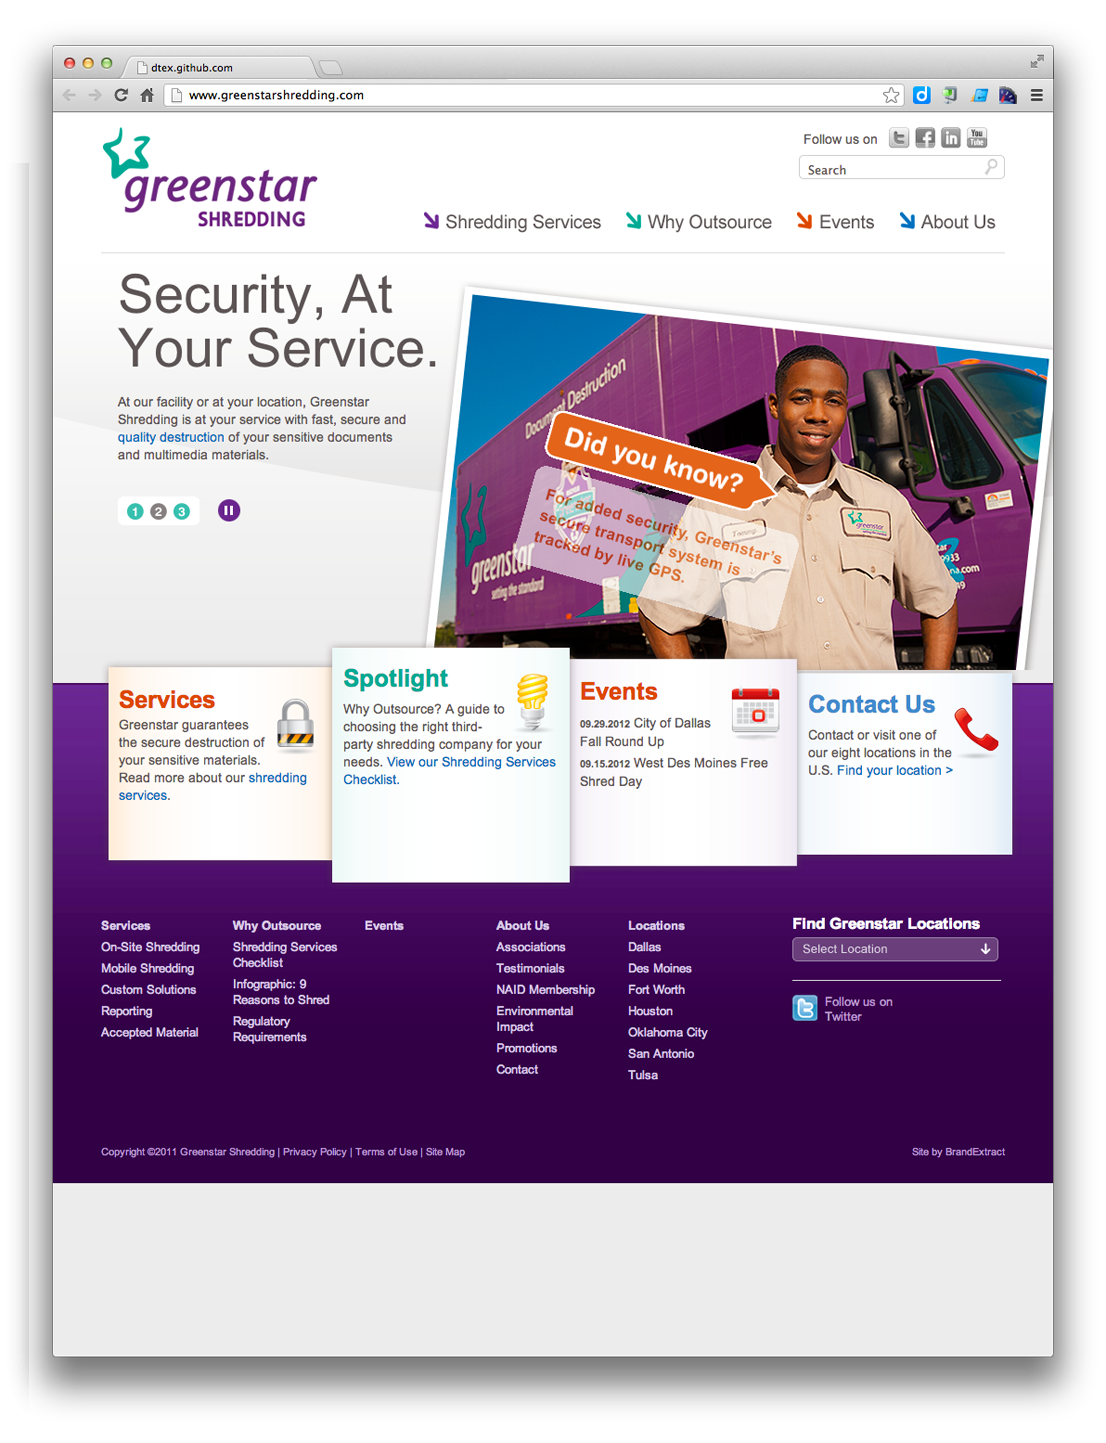 dtex.github.com
www.greenstarshredding.com
Follow us on
You
Tube
Search
greenstar
SHREDDING
Shredding Services
Why Outsource
Events
About Us
Security, At
Your Service.
At our facility or at your location, Greenstar
Shredding is at your service with fast, secure and
quality destruction of your sensitive documents
and multimedia materials.
1 2 3
Document Destruction
Did you know?
For added security, Greenstar's
secure transport system is
tracked by live GPS.
greenstar
setting the standard
greenstar
Services
Greenstar guarantees
the secure destruction of
your sensitive materials.
Read more about our shredding
services.
Spotlight
Why Outsource? A guide to
choosing the right third-
party shredding company for your
needs. View our Shredding Services
Checklist.
Events
09.29.2012 City of Dallas
Fall Round Up
09.15.2012 West Des Moines Free
Shred Day
Contact Us
Contact or visit one of
our eight locations in the
U.S. Find your location >
Services
On-Site Shredding
Mobile Shredding
Custom Solutions
Reporting
Accepted Material
Why Outsource
Shredding Services
Checklist
Infographic: 9
Reasons to Shred
Regulatory
Requirements
Events
About Us
Associations
Testimonials
NAID Membership
Environmental
Impact
Promotions
Contact
Locations
Dallas
Des Moines
Fort Worth
Houston
Oklahoma City
San Antonio
Tulsa
Find Greenstar Locations
Select Location
Follow us on
Twitter
Copyright ©2011 Greenstar Shredding | Privacy Policy | Terms of Use | Site Map
Site by BrandExtract